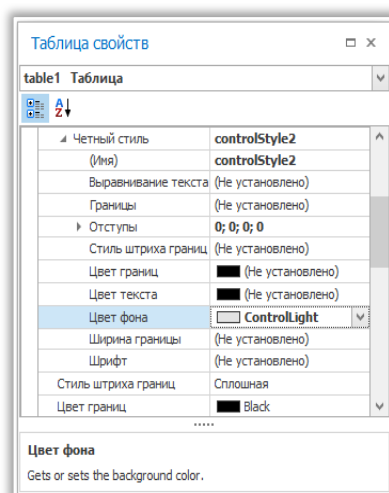 Таблица свойств
table1 Таблица
Четный стиль controlStyle2
(Имя) controlStyle2
Выравнивание текста (Не установлено)
Границы (Не установлено)
Отступы 0; 0; 0; 0
Стиль штриха границ (Не установлено)
Цвет границ (Не установлено)
Цвет текста (Не установлено)
Цвет фона ControlLight
Ширина границы (Не установлено)
Шрифт (Не установлено)
Стиль штриха границ Сплошная
Цвет границ Black
Цвет фона
Gets or sets the background color.